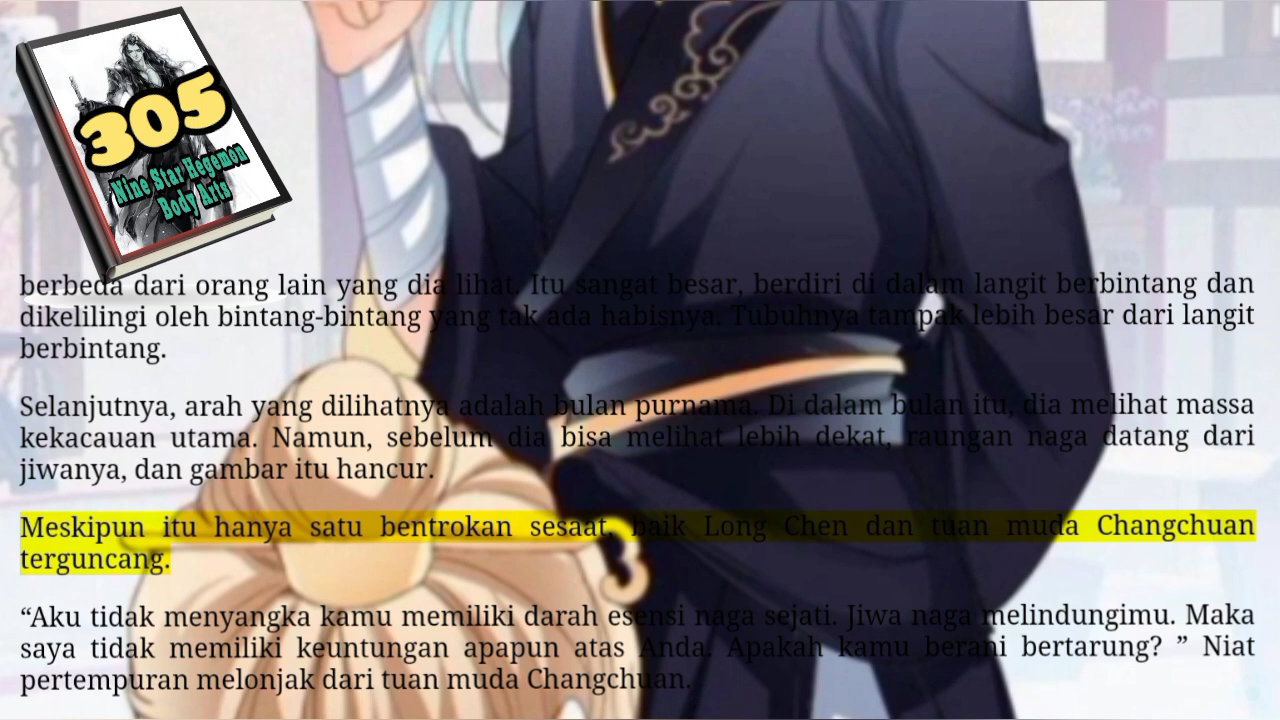 305
Nine Star Hegemon
Body Arts
berbeda dari orang lain yang dia lihat. Itu sangat besar, berdiri di dalam langit berbintang dan
dikelilingi oleh bintang-bintang yang tak ada habisnya. Tubuhnya tampak lebih besar dari langit
berbintang.
Selanjutnya, arah yang dilihatnya adalah bulan purnama. Di dalam bulan itu, dia melihat massa
kekacauan utama. Namun, sebelum dia bisa melihat lebih dekat, raungan naga datang dari
jiwanya, dan gambar itu hancur.
Meskipun itu hanya satu bentrokan sesaat, baik Long Chen dan tuan muda Changchuan
terguncang.
“Aku tidak menyangka kamu memiliki darah esensi naga sejati. Jiwa naga melindungimu. Maka
saya tidak memiliki keuntungan apapun atas Anda. Apakah kamu berani bertarung? ” Niat
pertempuran melonjak dari tuan muda Changchuan.